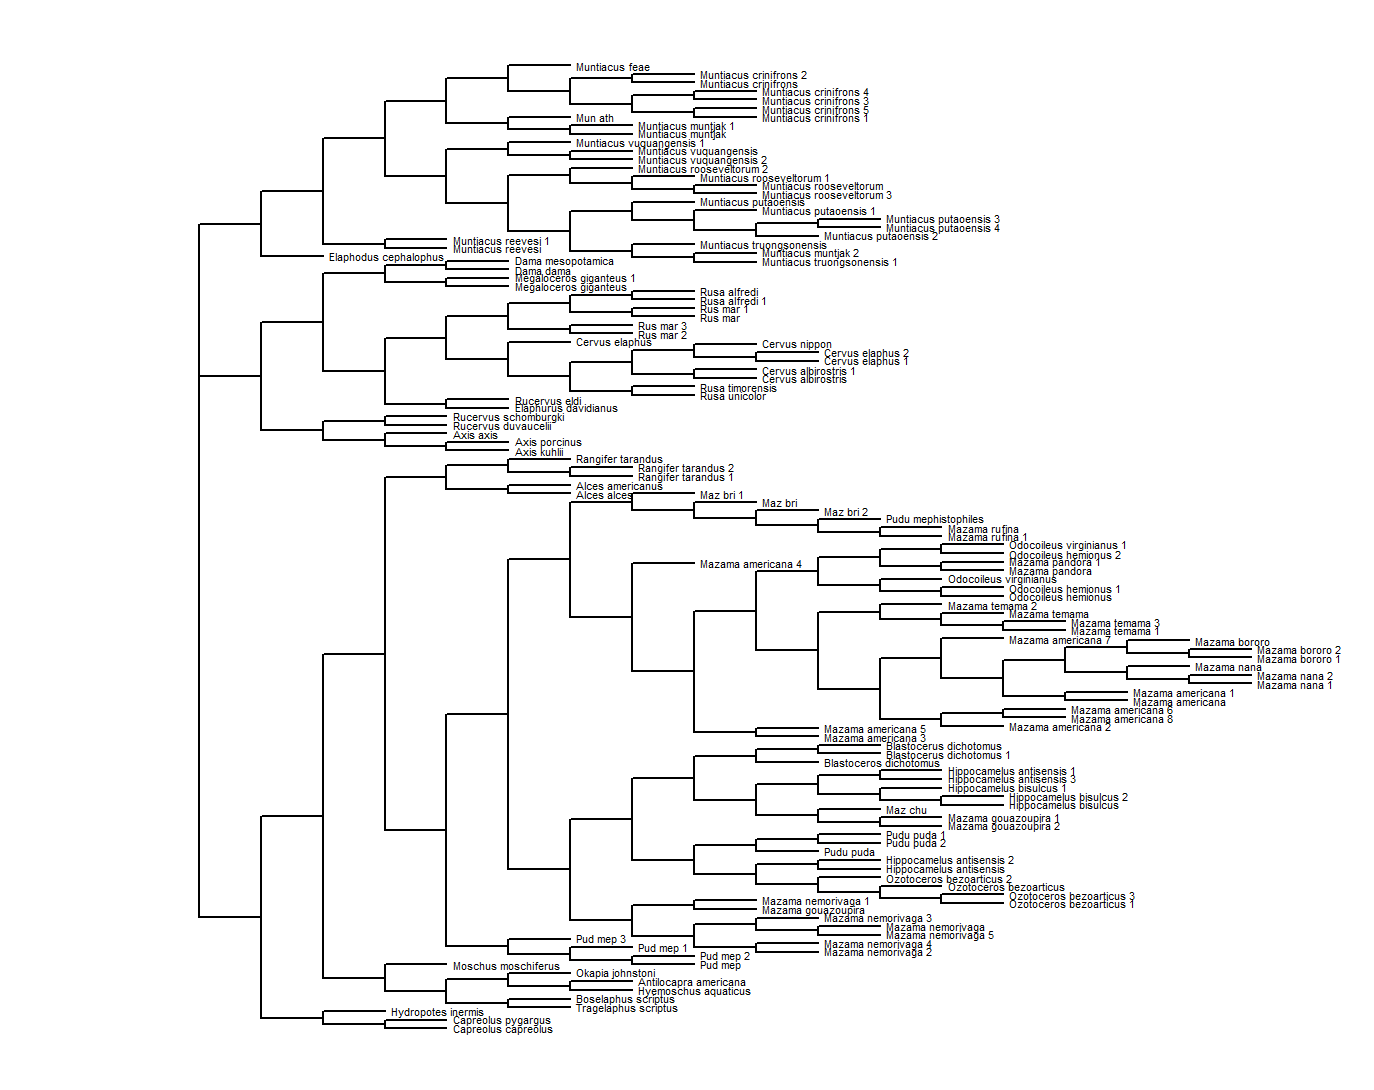 Muntiacus feae
Muntiacus crinifrons 2
Muntiacus crinifrons
Muntiacus crinifrons 4
Muntiacus crinifrons 3
Muntiacus crinifrons 5
Muntiacus crinifrons 1
Mun ath
Muntiacus muntjak 1
Muntiacus muntjak
Muntiacus vuquangensis 1
Muntiacus vuquangensis
Muntiacus vuquangensis 2
Muntiacus rooseveltorum 2
Muntiacus rooseveltorum 1
Muntiacus rooseveltorum
Muntiacus rooseveltorum 3
Muntiacus putaoensis
Muntiacus putaoensis 1
Muntiacus putaoensis 3
Muntiacus putaoensis 4
Muntiacus putaoensis 2
Muntiacus truongsonensis
Muntiacus muntjak 2
Muntiacus truongsonensis 1
Muntiacus reevesi 1
Muntiacus reevesi
Elaphodus cephalophus
Dama mesopotamica
Dama dama
Megaloceros giganteus 1
Megaloceros giganteus
Rusa alfredi
Rusa alfredi 1
Rus mar 1
Rus mar
Rus mar 3
Rus mar 2
Cervus elaphus
Cervus nippon
Cervus elaphus 2
Cervus elaphus 1
Cervus albirostris 1
Cervus albirostris
Rusa timorensis
Rusa unicolor
Rucervus eldi
Elaphurus davidianus
Rucervus schomburgki
Rucervus duvaucelii
Axis axis
Axis porcinus
Axis kuhlii
Rangifer tarandus
Rangifer tarandus 2
Rangifer tarandus 1
Alces americanus
Alces alces
Maz bri 1
Maz bri
Maz bri 2
Pudu mephistophiles
Mazama rufina
Mazama rufina 1
Odocoileus virginianus 1
Odocoileus hemionus 2
Mazama pandora 1
Mazama pandora
Mazama americana 4
Odocoileus virginianus
Odocoileus hemionus 1
Odocoileus hemionus
Mazama temama 2
Mazama temama
Mazama temama 3
Mazama temama 1
Mazama americana 7
Mazama bororo
Mazama bororo 2
Mazama bororo 1
Mazama nana
Mazama nana 2
Mazama nana 1
Mazama americana 1
Mazama americana
Mazama americana 6
Mazama americana 8
Mazama americana 2
Mazama americana 5
Mazama americana 3
Blastocerus dichotomus
Blastocerus dichotomus 1
Blastoceros dichotomus
Hippocamelus antisensis 1
Hippocamelus antisensis 3
Hippocamelus bisulcus 1
Hippocamelus bisulcus 2
Hippocamelus bisulcus
Maz chu
Mazama gouazoupira 1
Mazama gouazoupira 2
Pudu puda 1
Pudu puda 2
Pudu puda
Hippocamelus antisensis 2
Hippocamelus antisensis
Ozotoceros bezoarticus 2
Ozotoceros bezoarticus
Ozotoceros bezoarticus 3
Ozotoceros bezoarticus 1
Mazama nemorivaga 1
Mazama gouazoupira
Mazama nemorivaga 3
Mazama nemorivaga
Mazama nemorivaga 5
Mazama nemorivaga 4
Mazama nemorivaga 2
Pud mep 3
Pud mep 1
Pud mep 2
Pud mep
Moschus moschiferus
Okapia johnstoni
Antilocapra americana
Hyemoschus aquaticus
Boselaphus scriptus
Tragelaphus scriptus
Hydropotes inermis
Capreolus pygargus
Capreolus capreolus